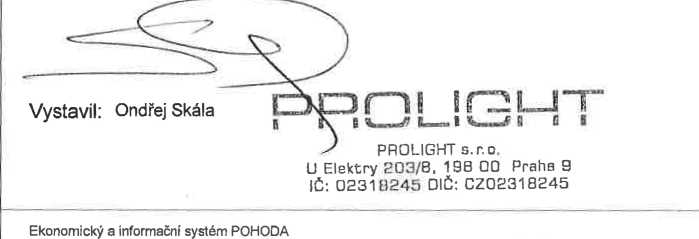 Vystavil: Ondřej Skála
PROLIGHT
PROLIGHT s.r.o.
U Elektry 203/8, 198 00 Praha 9
IČ: 02318245 DIČ: CZ02318245
Ekonomický a informační systém POHODA